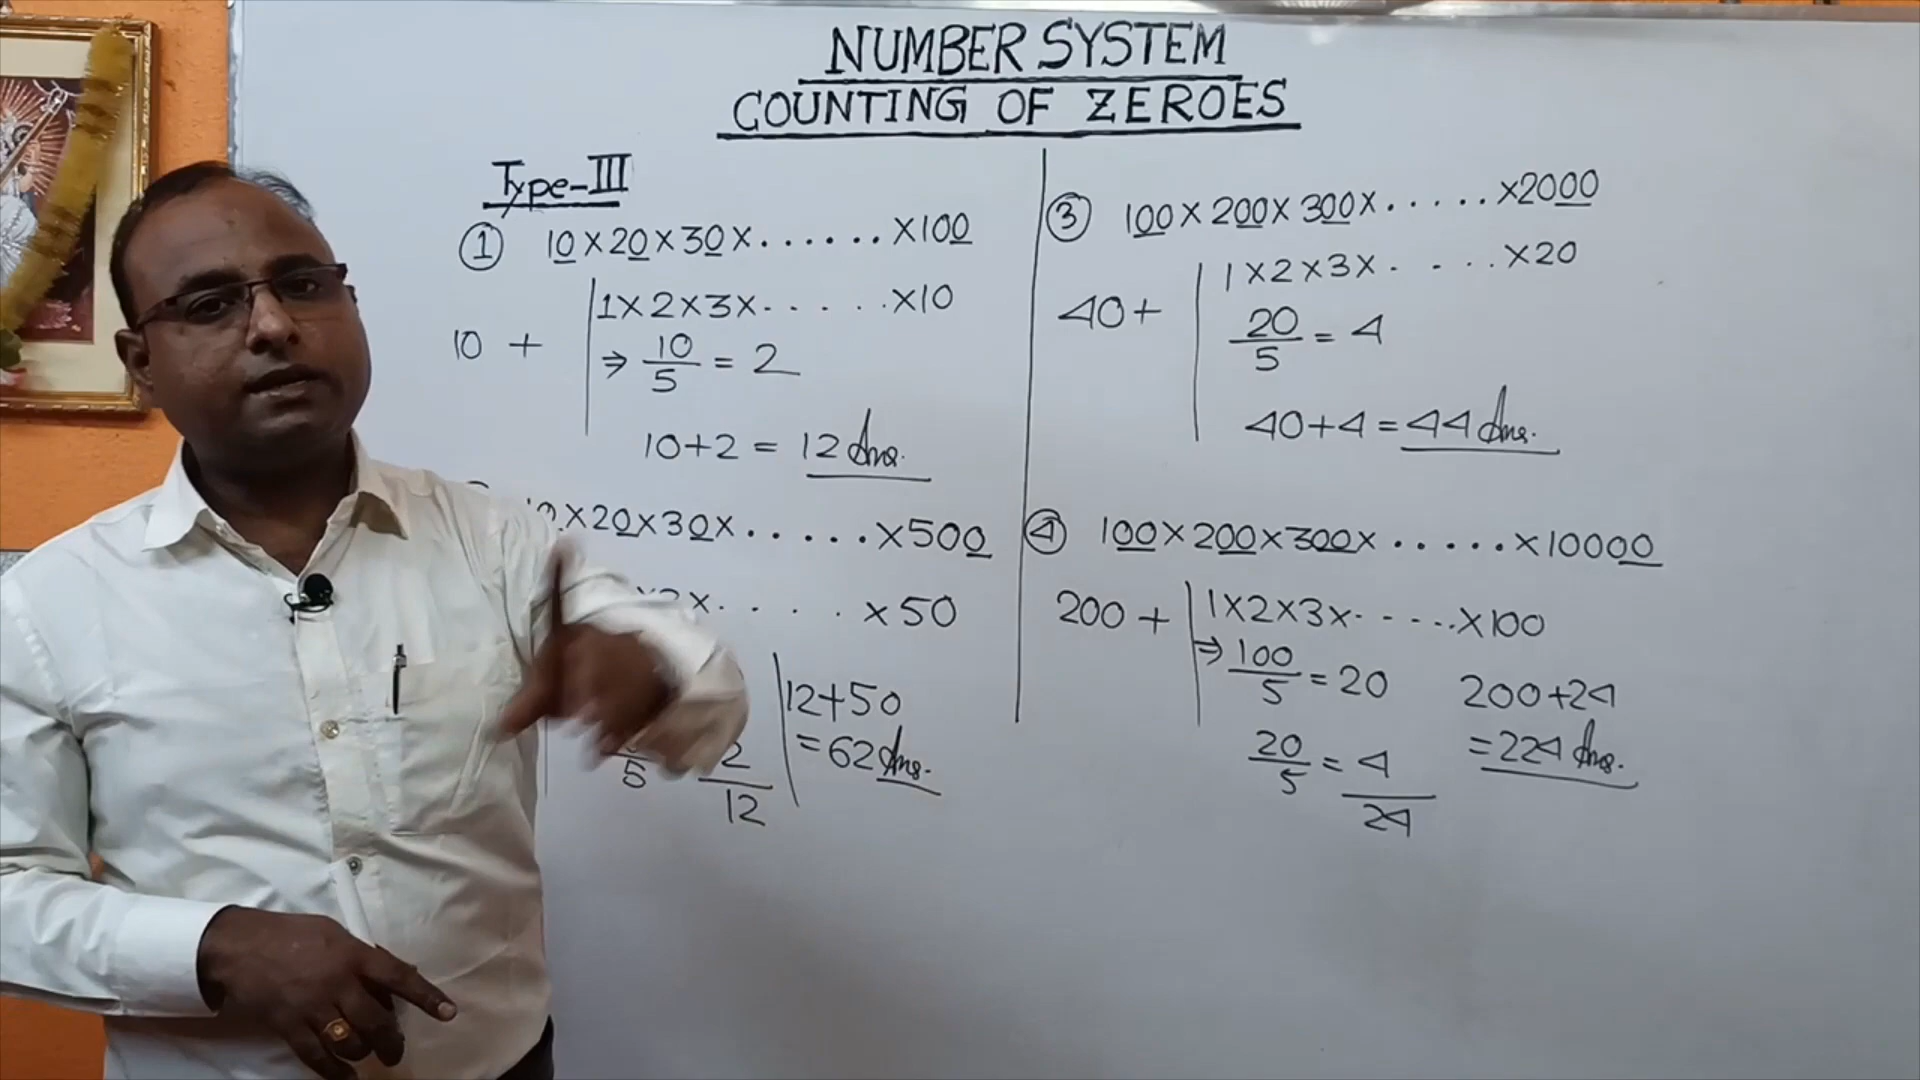 NUMBER SYSTEM
COUNTING OF ZEROES
Type-III
① 10×20×30×......×100
1×2×3×.....×10
10 +
⇒ 10/5 = 2
10+2 = 12 Ans.
×20×30×.....×500
×.....×50
5
2
12
12+50
=62 Ans.
③ 100×200×300×.....×2000
1×2×3×....×20
40+
20/5 = 4
40+4=44 Ans.
④ 100×200×300×.....×10000
200 +
1×2×3×.....×100
⇒ 100/5 = 20
20/5 = 4
24
200+24
=224 Ans.